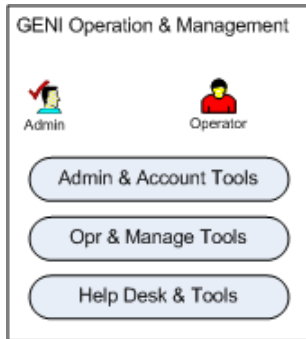 GENI Operation & Management
Admin
Operator
Admin & Account Tools
Opr & Manage Tools
Help Desk & Tools